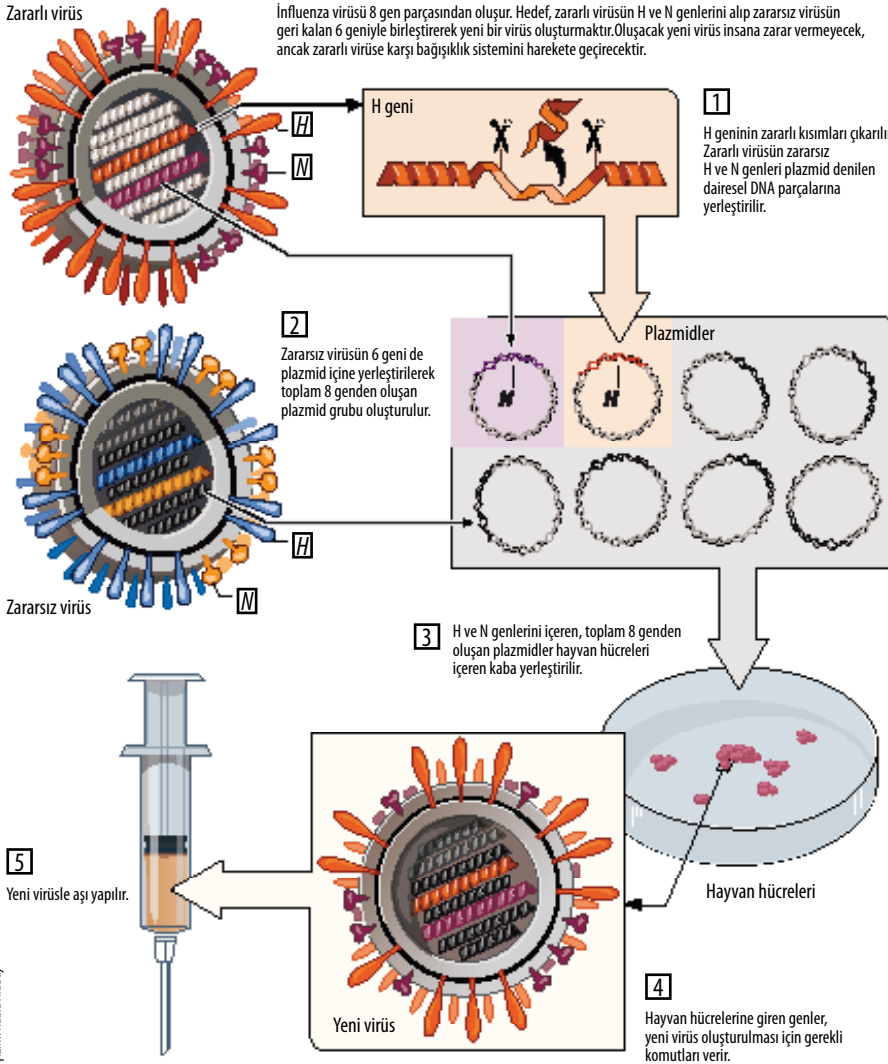 Zararlı virüs
İnfluenza virüsü 8 gen parçasından oluşur. Hedef, zararlı virüsün H ve N genlerini alıp zararsız virüsün
geri kalan 6 geniyle birleştirerek yeni bir virüs oluşturmaktır.Oluşacak yeni virüs insana zarar vermeyecek,
ancak zararlı virüse karşı bağışıklık sistemini harekete geçirecektir.
H
N
H geni
1
H geninin zararlı kısımları çıkarılı
Zararlı virüsün zararsız
H ve N genleri plazmid denilen
dairesel DNA parçalarına
yerleştirilir.
2
Zararsız virüsün 6 geni de
plazmid içine yerleştirilerek
toplam 8 genden oluşan
plazmid grubu oluşturulur.
Plazmidler
N
H
H
N
Zararsız virüs
3
H ve N genlerini içeren, toplam 8 genden
oluşan plazmidler hayvan hücreleri
içeren kaba yerleştirilir.
Hayvan hücreleri
5
Yeni virüsle aşı yapılır.
Yeni virüs
4
Hayvan hücrelerine giren genler,
yeni virüs oluşturulması için gerekli
komutları verir.